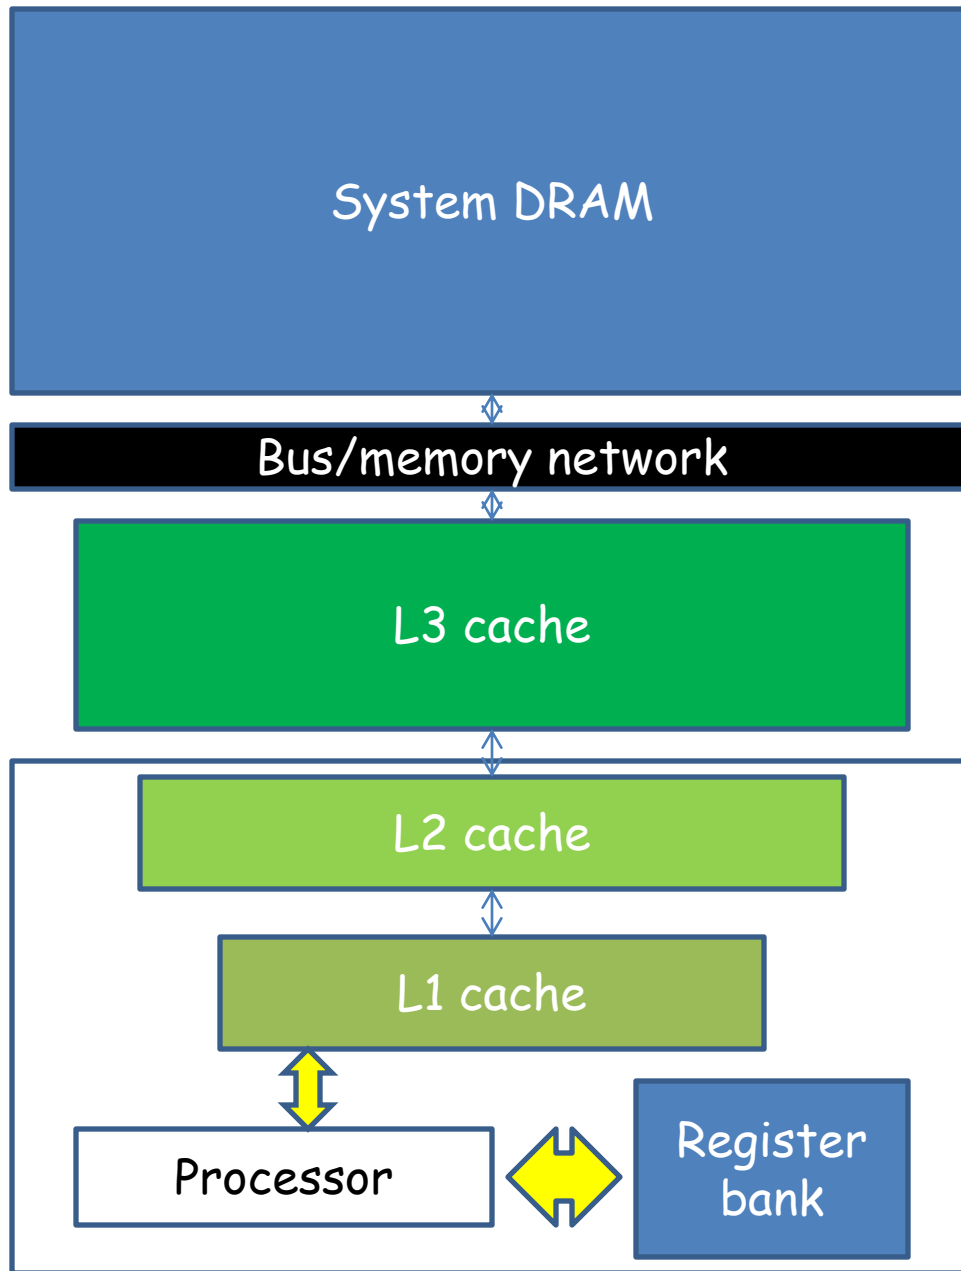 System DRAM
Bus/memory network
L3 cache
L2 cache
L1 cache
Processor
Register
bank